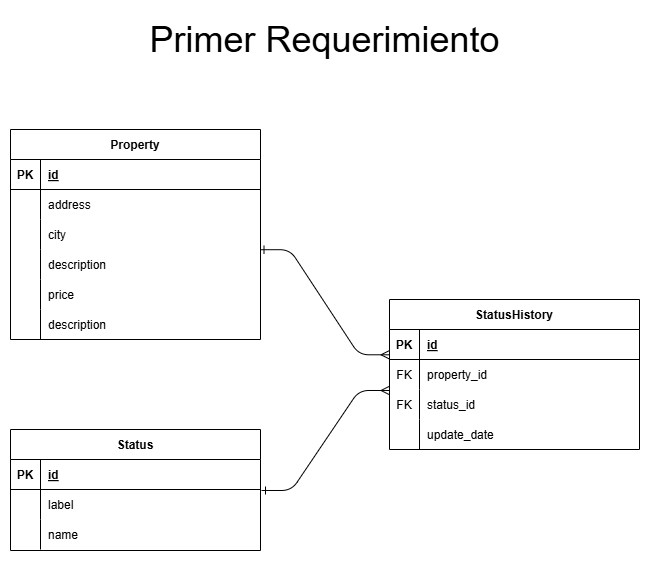 Primer Requerimiento
Property
PK id
address
city
description
price
description
StatusHistory
PK id
FK property_id
FK status_id
update_date
Status
PK id
label
name